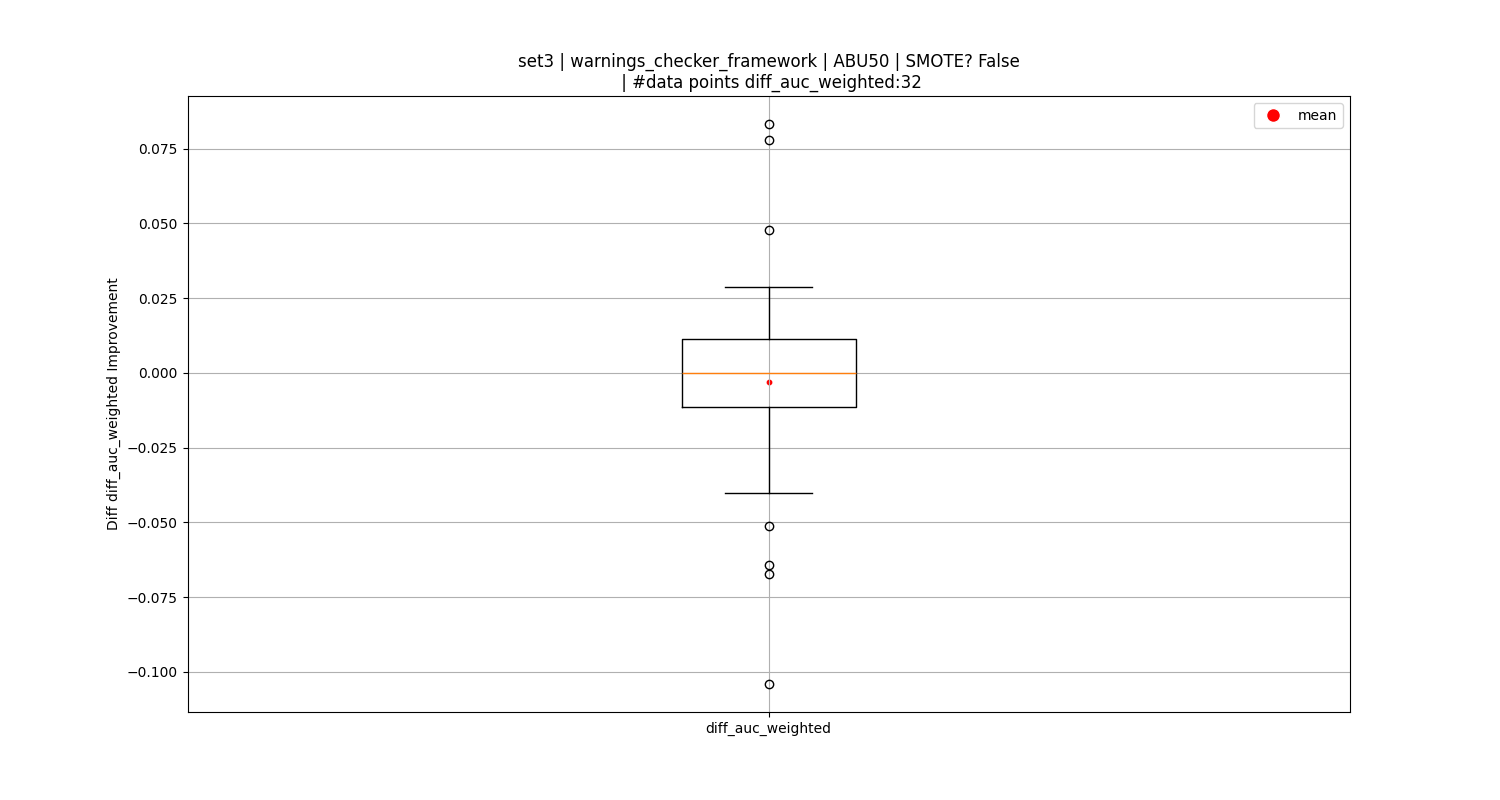 set3 | warnings_checker_framework | ABU50 | SMOTE? False
| #data points diff_auc_weighted:32
mean
0.075
0.050
0.025
0.000
−0.025
−0.050
−0.075
−0.100
Diff diff_auc_weighted Improvement
diff_auc_weighted